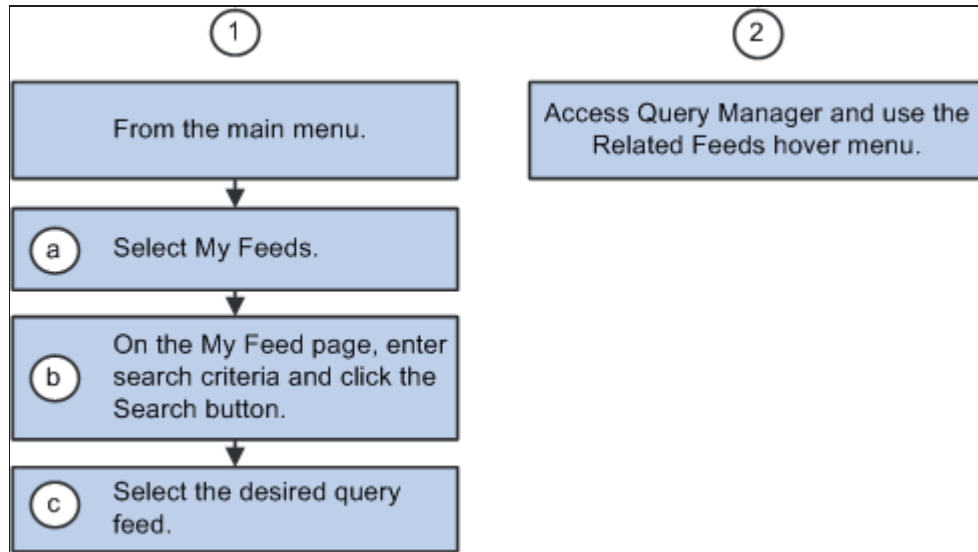 1
From the main menu.
a
Select My Feeds.
b
On the My Feed page, enter
search criteria and click the
Search button.
c
Select the desired query
feed.
2
Access Query Manager and use the
Related Feeds hover menu.